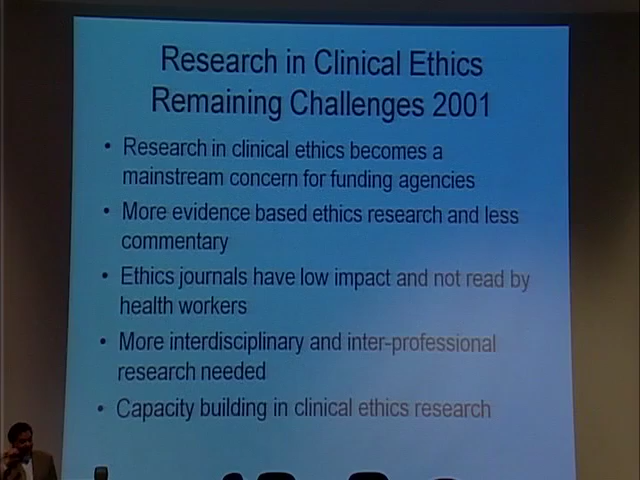 Research in Clinical Ethics
Remaining Challenges 2001
• Research in clinical ethics becomes a
mainstream concern for funding agencies
• More evidence based ethics research and less
commentary
• Ethics journals have low impact and not read by
health workers
• More interdisciplinary and inter-professional
research needed
• Capacity building in clinical ethics research